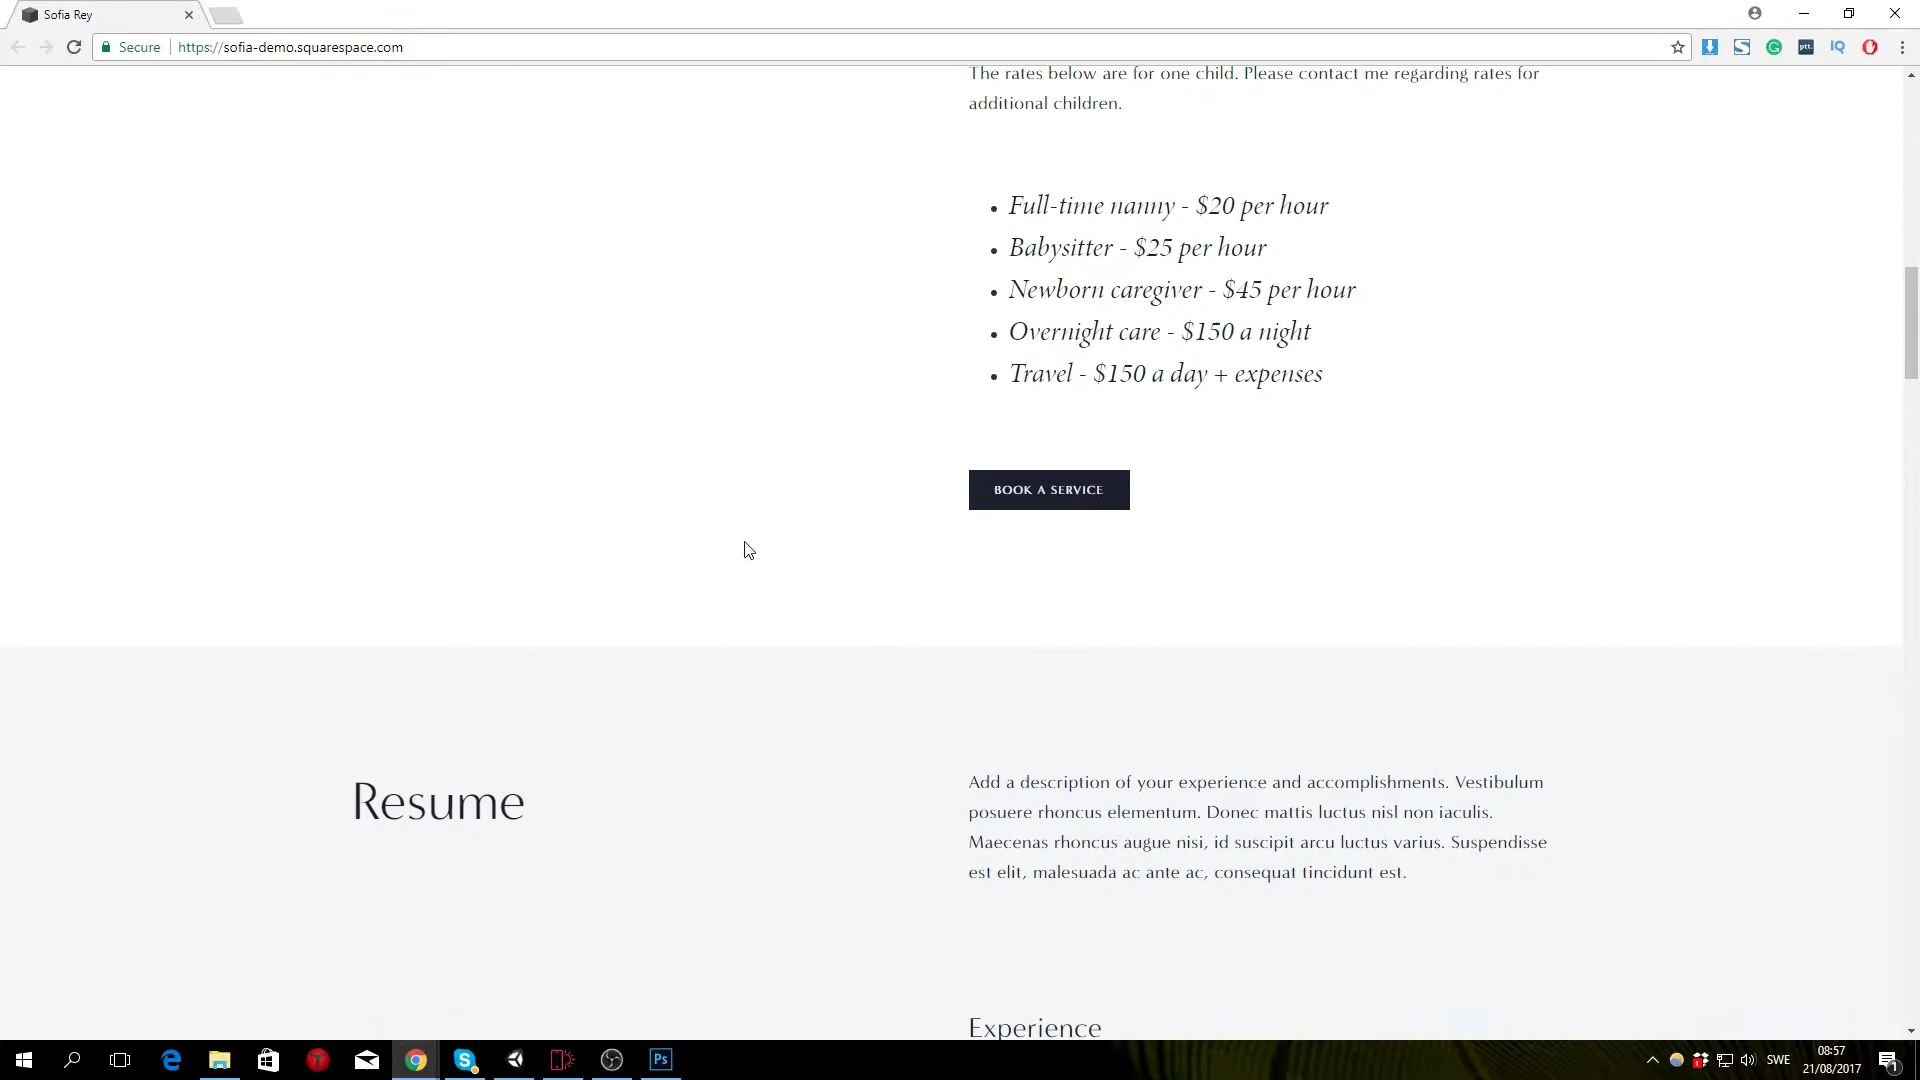 Sofia Rey
Secure https://sofia-demo.squarespace.com
ptt.
IQ
The rates below are for one child. Please contact me regarding rates for
additional children.
Full-time nanny - $20 per hour
Babysitter - $25 per hour
Newborn caregiver - $45 per hour
Overnight care - $150 a night
Travel - $150 a day + expenses
BOOK A SERVICE
Resume
Add a description of your experience and accomplishments. Vestibulum
posuere rhoncus elementum. Donec mattis luctus nisl non iaculis.
Maecenas rhoncus augue nisi, id suscipit arcu luctus varius. Suspendisse
est elit, malesuada ac ante ac, consequat tincidunt est.
Experience
Ps
SWE
08:57
21/08/2017
1